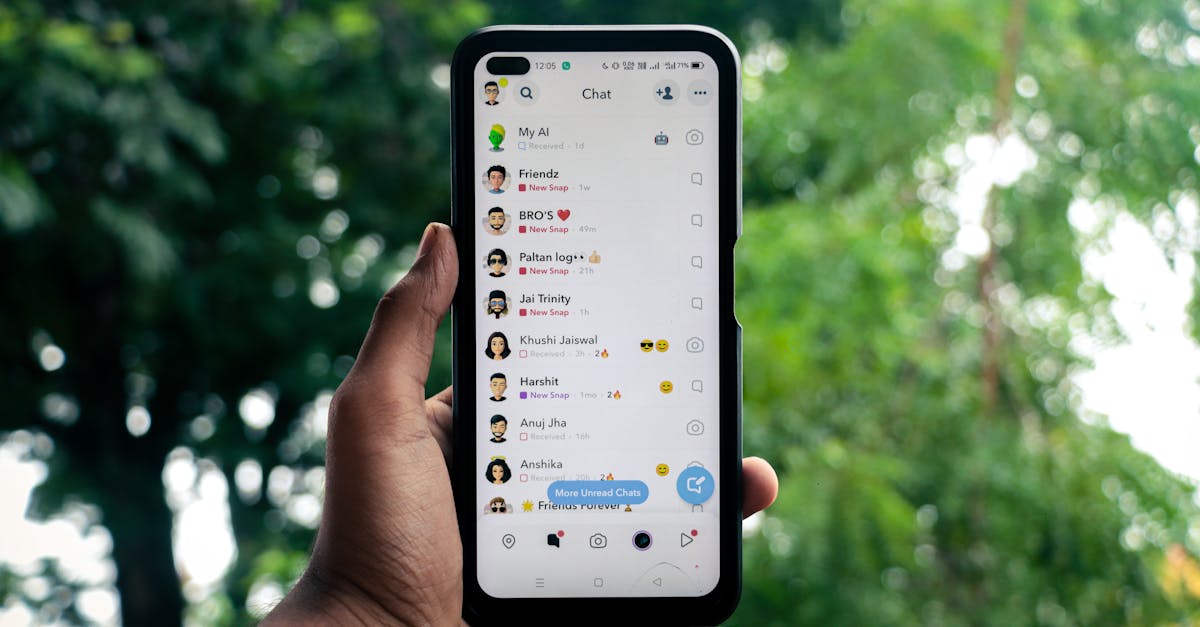 12:05 71%
Chat
My AI
Received · 1d
Friendz
New Snap · 1w
BRO'S ❤️
New Snap · 49m
Paltan log👀👍
New Snap · 21h
Jai Trinity
New Snap · 1h
Khushi Jaiswal
Received · 3h · 2🔥
Harshit
New Snap · 1mo · 2🔥
Anuj Jha
Received · 16h
Anshika
Received · 20h · 2🔥
More Unread Chats
🌟 Friends Forever